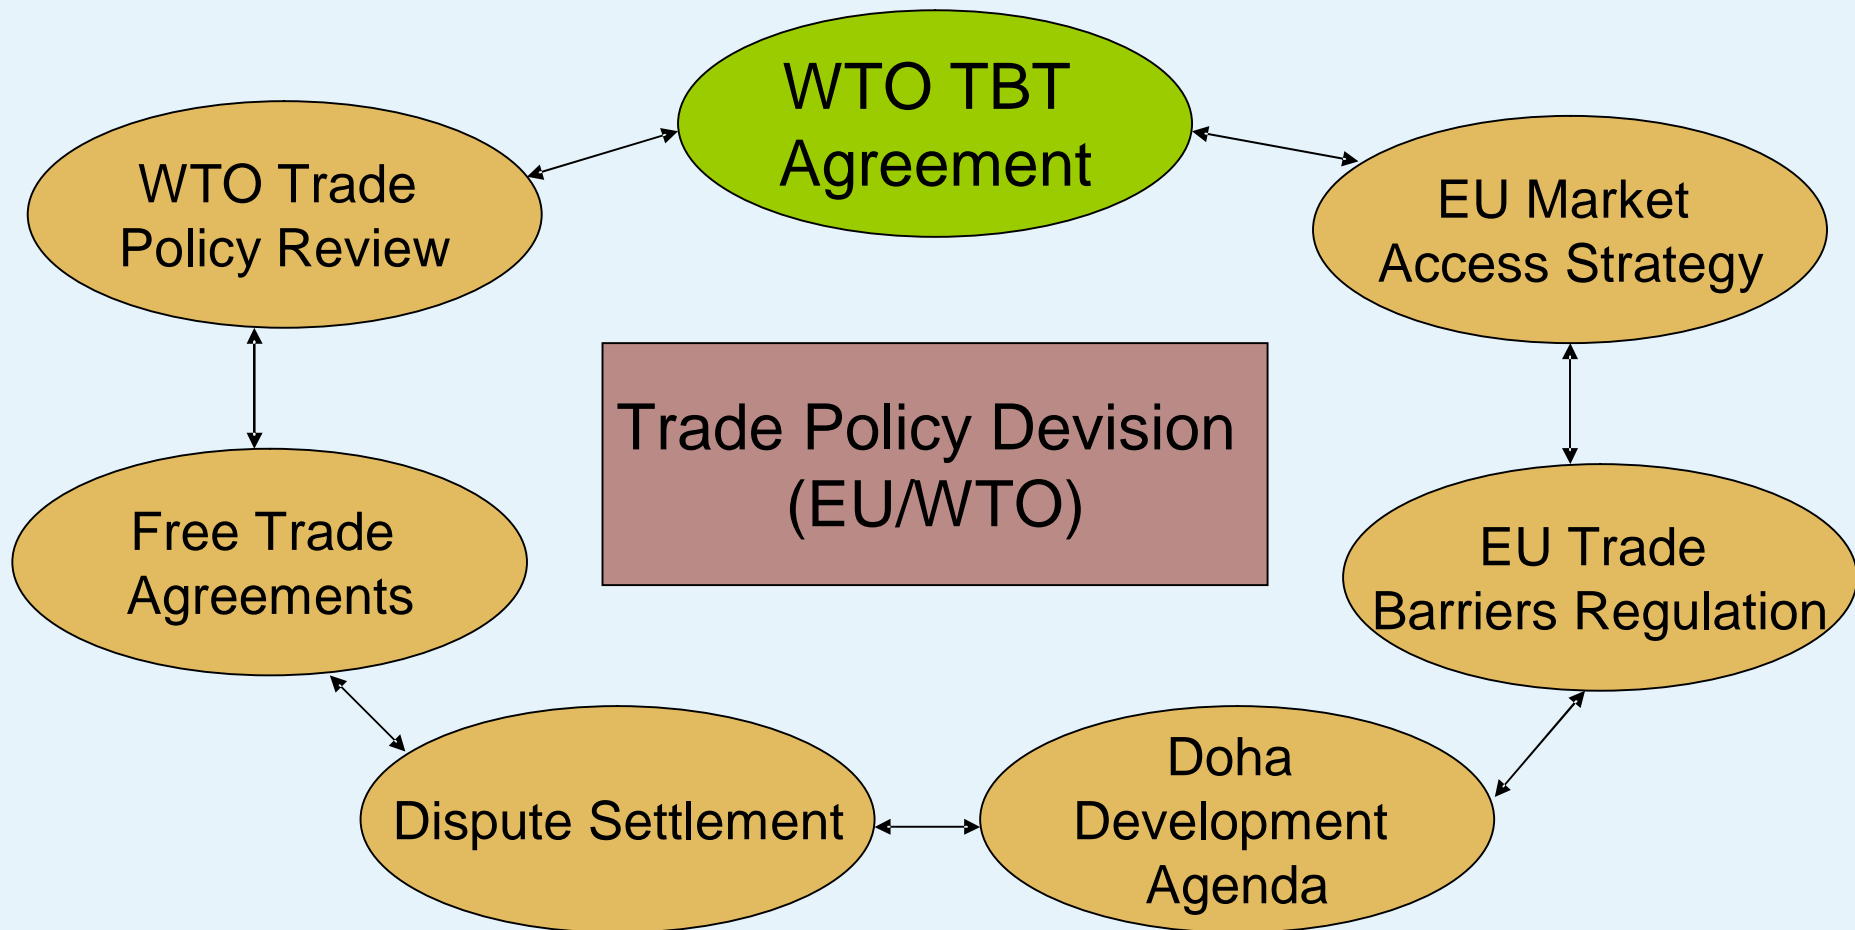 WTO TBT
Agreement
WTO Trade
Policy Review
EU Market
Access Strategy
Trade Policy Devision
(EU/WTO)
Free Trade
Agreements
EU Trade
Barriers Regulation
Dispute Settlement
Doha
Development
Agenda